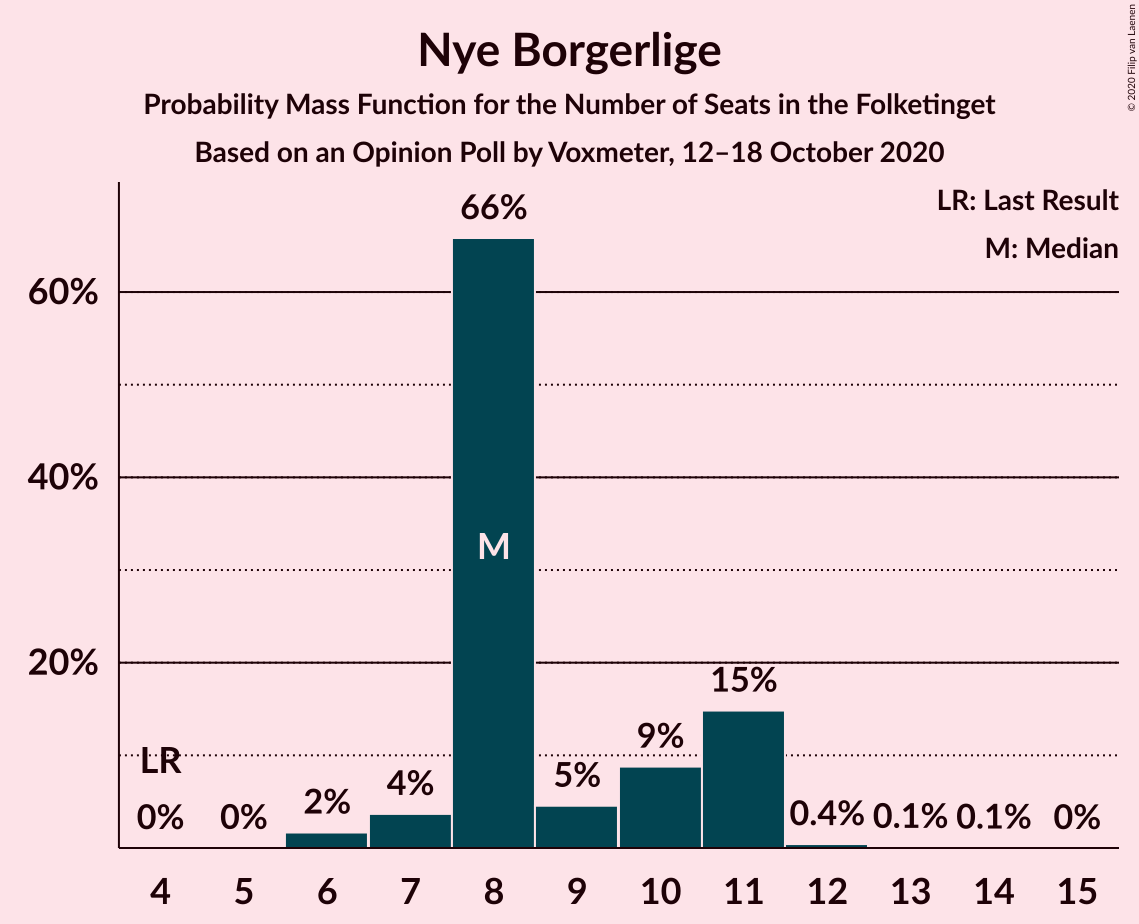 Nye Borgerlige
Probability Mass Function for the Number of Seats in the Folketinget
Based on an Opinion Poll by Voxmeter, 12–18 October 2020
© 2020 Filip van Laenen
LR: Last Result
M: Median
66%
60%
40%
M
20%
15%
9%
LR
5%
4%
2%
0% 0% 0.4% 0.1% 0.1% 0%
4 5 6 7 8 9 10 11 12 13 14 15